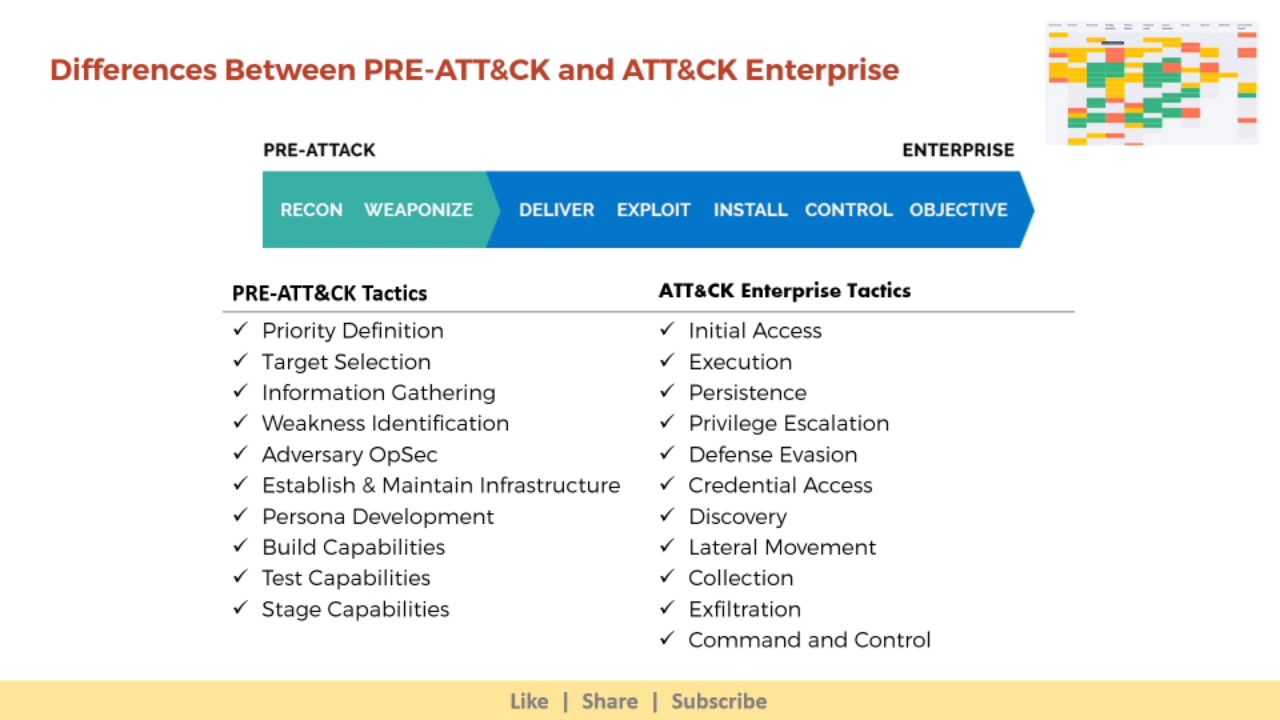 Differences Between PRE-ATT&CK and ATT&CK Enterprise
PRE-ATTACK
ENTERPRISE
RECON WEAPONIZE DELIVER EXPLOIT INSTALL CONTROL OBJECTIVE
PRE-ATT&CK Tactics
✓ Priority Definition
✓ Target Selection
✓ Information Gathering
✓ Weakness Identification
✓ Adversary OpSec
✓ Establish & Maintain Infrastructure
✓ Persona Development
✓ Build Capabilities
✓ Test Capabilities
✓ Stage Capabilities
ATT&CK Enterprise Tactics
✓ Initial Access
✓ Execution
✓ Persistence
✓ Privilege Escalation
✓ Defense Evasion
✓ Credential Access
✓ Discovery
✓ Lateral Movement
✓ Collection
✓ Exfiltration
✓ Command and Control
Like | Share | Subscribe